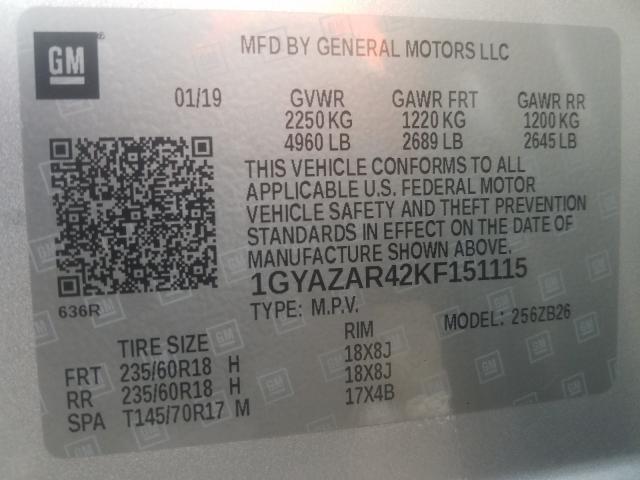 GM
MFD BY GENERAL MOTORS LLC
01/19 GVWR GAWR FRT GAWR RR
2250 KG 1220 KG 1200 KG
4960 LB 2689 LB 2645 LB
THIS VEHICLE CONFORMS TO ALL
APPLICABLE U.S. FEDERAL MOTOR
VEHICLE SAFETY AND THEFT PREVENTION
STANDARDS IN EFFECT ON THE DATE OF
MANUFACTURE SHOWN ABOVE.
1GYAZAR42KF151115
636R
TYPE: M.P.V. MODEL: 256ZB26
TIRE SIZE RIM
FRT 235/60R18 H 18X8J
RR 235/60R18 H 18X8J
SPA T145/70R17 M 17X4B